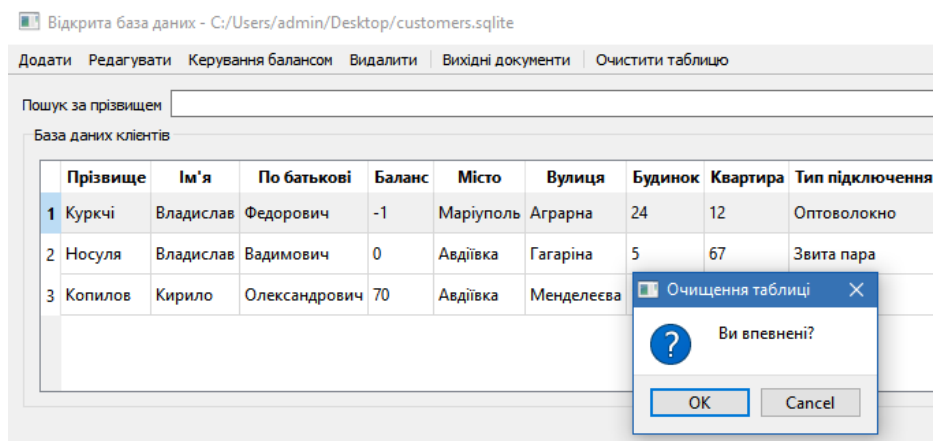 Відкрита база даних - C:/Users/admin/Desktop/customers.sqlite
Додати Редагувати Керування балансом Видалити Вихідні документи Очистити таблицю
Пошук за прізвищем
База даних клієнтів
Прізвище Ім'я По батькові Баланс Місто Вулиця Будинок Квартира Тип підключення
1 Куркчі Владислав Федорович -1 Маріуполь Аграрна 24 12 Оптоволокно
2 Носуля Владислав Вадимович 0 Авдіївка Гагаріна 5 67 Звита пара
3 Копилов Кирило Олександрович 70 Авдіївка Менделеєва
Очищення таблиці
Ви впевнені?
OK Cancel